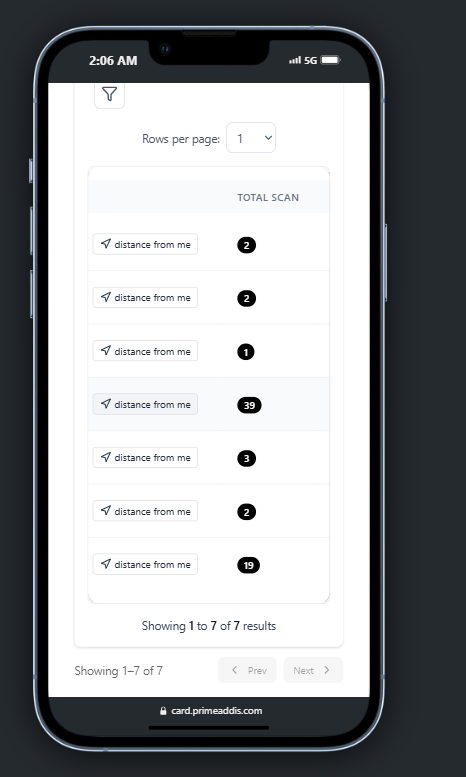 2:06 AM 5G
Rows per page: 1
TOTAL SCAN
distance from me 2
distance from me 2
distance from me 1
distance from me 39
distance from me 3
distance from me 2
distance from me 19
Showing 1 to 7 of 7 results
Showing 1–7 of 7 Prev Next
card.primeaddis.com